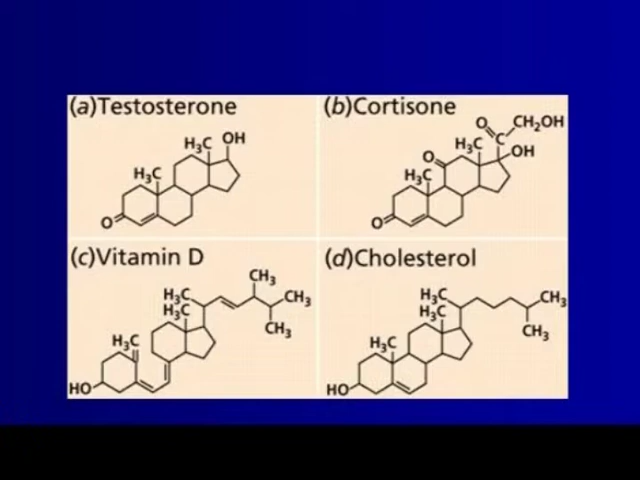 (a)Testosterone
H₃C OH
H₃C
O
(b)Cortisone
O CH₂OH
C
H₃C OH
O
H₃C
O
(c)Vitamin D
CH₃
H₃C CH₃
H₃C
CH₃
H₃C
HO
(d)Cholesterol
H₃C CH₃
H₃C
CH₃
H₃C
HO